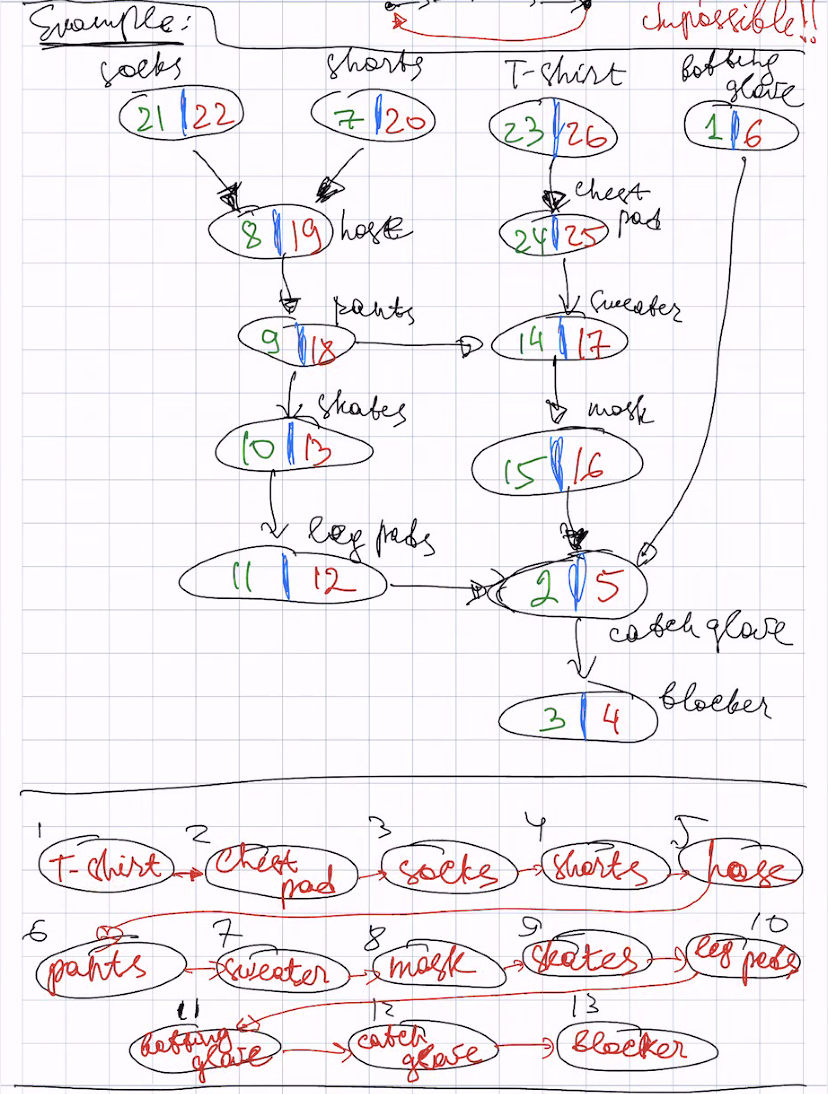 Example:
Impossible!!
socks
shorts
T-shirt
batting
glove
21 | 22
7 | 20
23 | 26
1 | 6
chest
pad
8 | 19
hose
24 | 25
pants
sweater
9 | 18
14 | 17
skates
mask
10 | 13
15 | 16
leg pads
11 | 12
2 | 5
catch glove
blocker
3 | 4
1 2 3 4 5
T-shirt chest pad socks shorts hose
6 7 8 9 10
pants sweater mask skates leg pads
11 12 13
batting glove catch glove Blocker